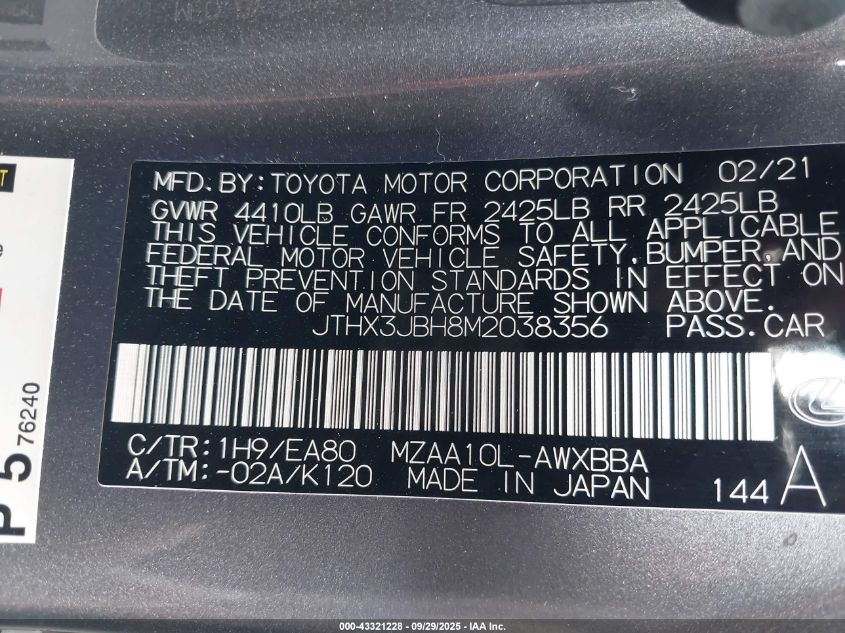 MFD.BY:TOYOTA MOTOR CORPORATION 02/21
GVWR 4410LB GAWR FR 2425LB RR 2425LB
THIS VEHICLE CONFORMS TO ALL APPLICABLE
FEDERAL MOTOR VEHICLE SAFETY,BUMPER,AND
THEFT PREVENTION STANDARDS IN EFFECT ON
THE DATE OF MANUFACTURE SHOWN ABOVE.
JTHX3JBH8M2038356 PASS.CAR
C/TR:1H9/EA80 MZAA10L-AWXBBA
A/TM:-02A/K120 MADE IN JAPAN 144 A
P 5 76240
000-43321228 - 09/29/2025 - IAA Inc.